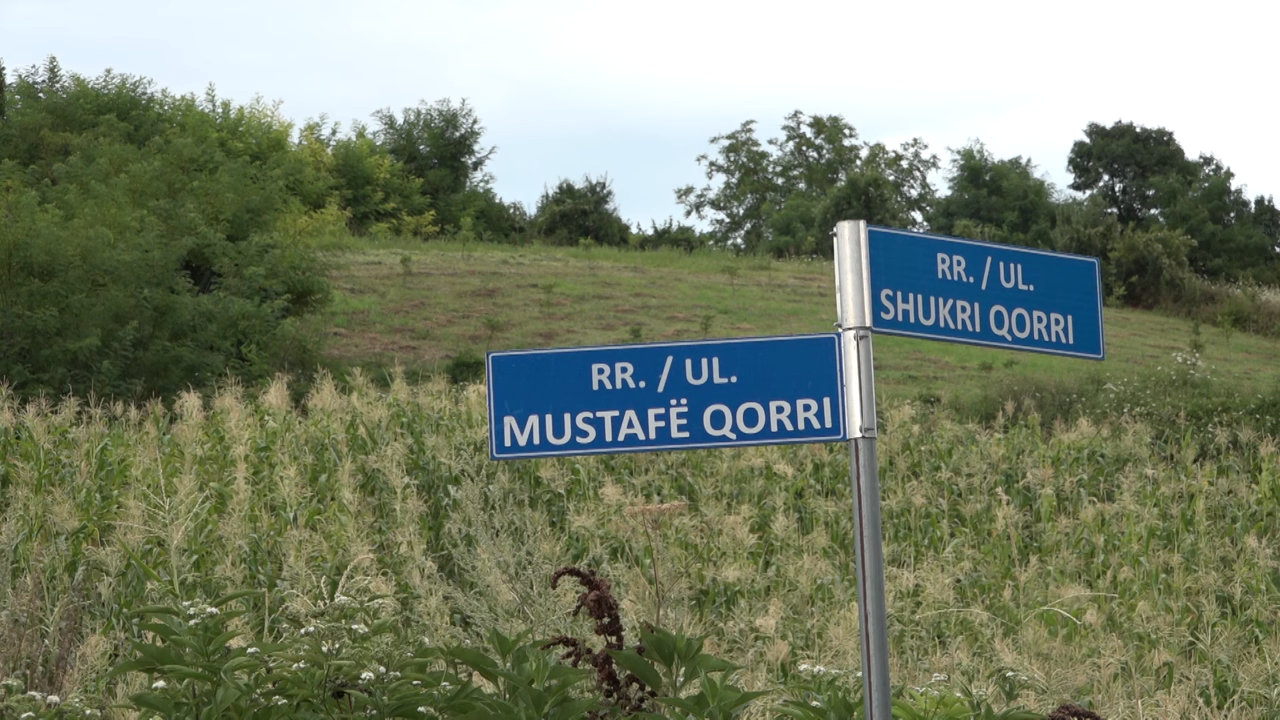 RR. / UL.
MUSTAFË QORRI
RR. / UL.
SHUKRI QORRI